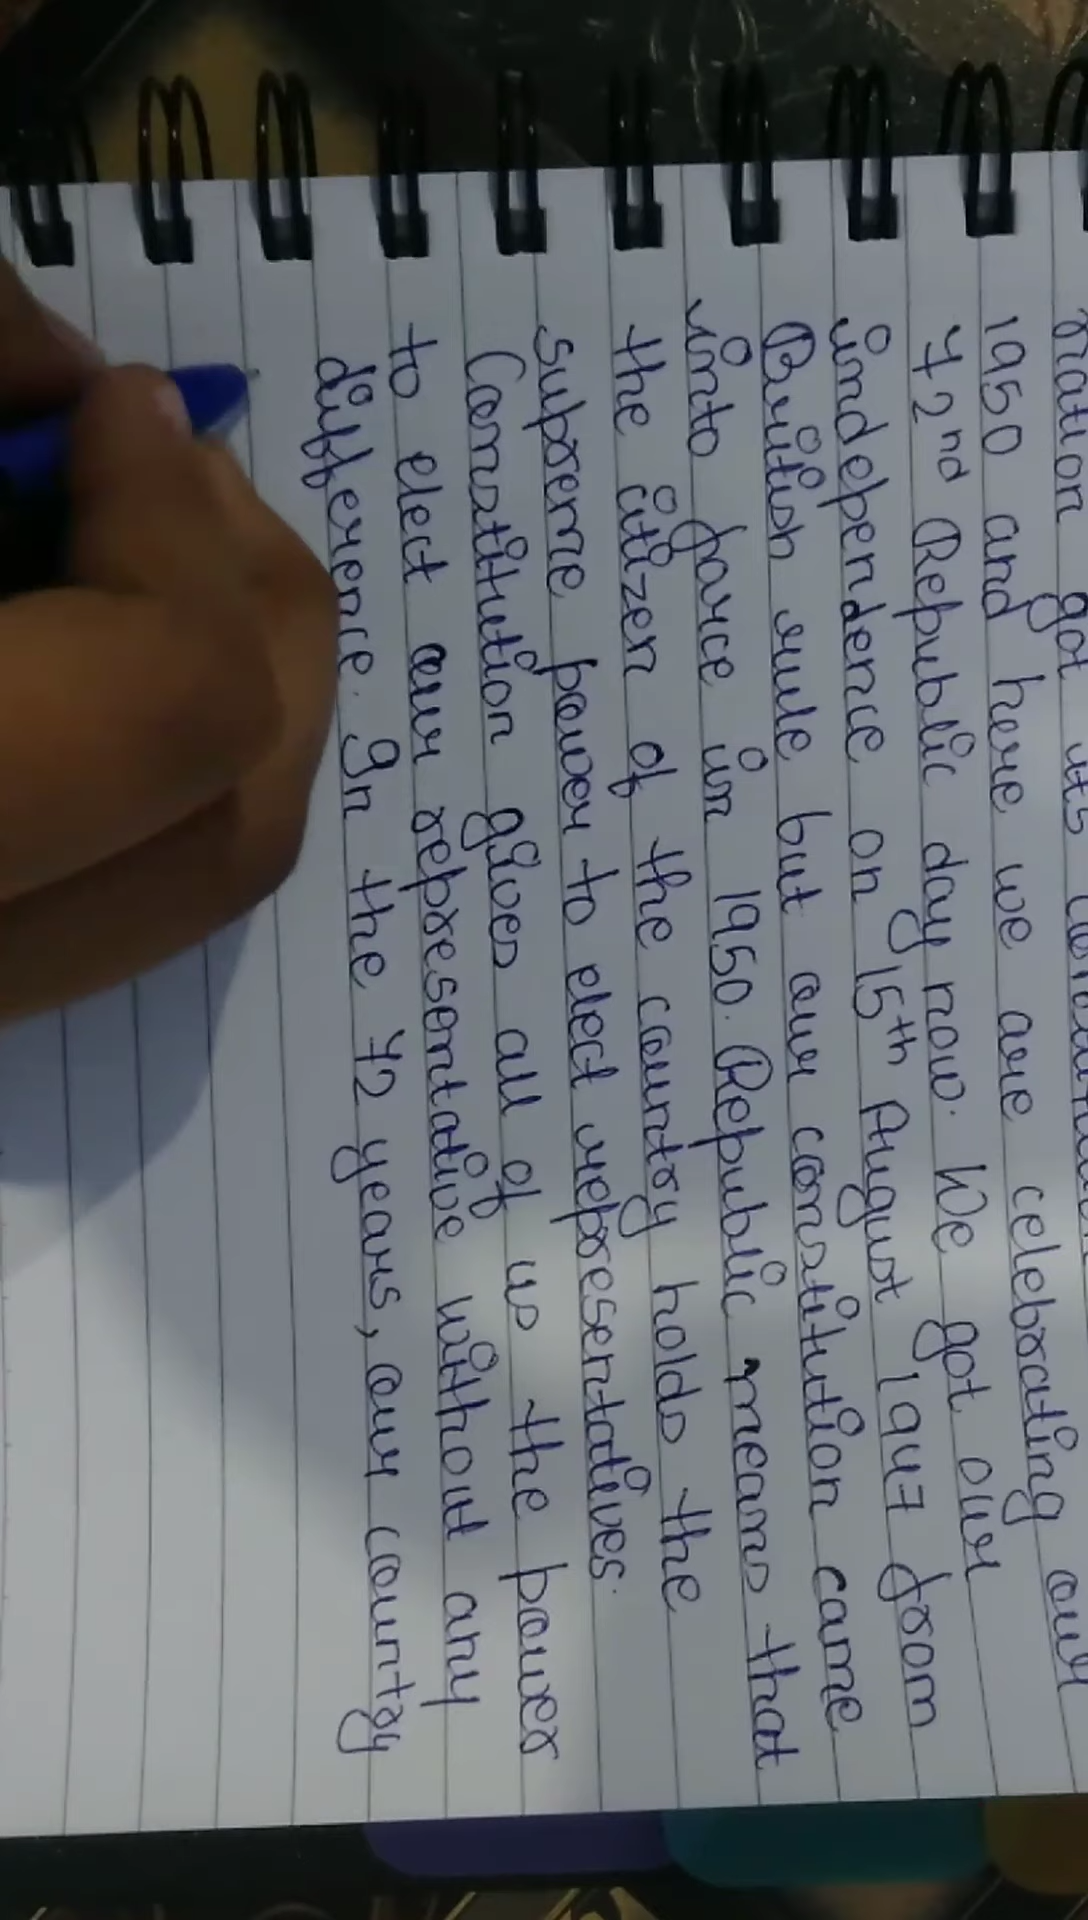 nation got its
1950 and here we are celebrating our
72nd Republic day now. We got our
independence on 15th August 1947 from
British rule but our constitution came
into force in 1950. Republic means that
the citizen of the country holds the
supreme power to elect representatives.
Constitution gives all of us the power
to elect our representative without any
difference. In the 72 years, our country